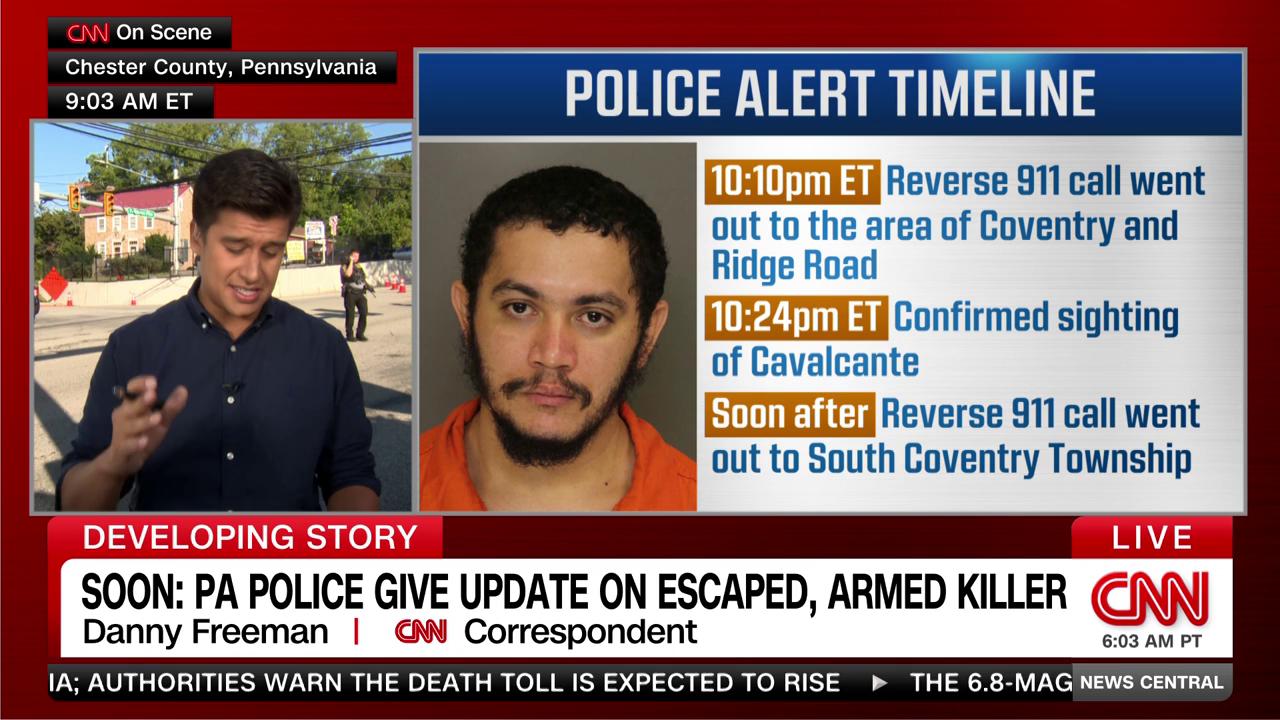 CNN On Scene
Chester County, Pennsylvania
9:03 AM ET
POLICE ALERT TIMELINE
10:10pm ET Reverse 911 call went
out to the area of Coventry and
Ridge Road
10:24pm ET Confirmed sighting
of Cavalcante
Soon after Reverse 911 call went
out to South Coventry Township
DEVELOPING STORY
LIVE
SOON: PA POLICE GIVE UPDATE ON ESCAPED, ARMED KILLER
Danny Freeman | CNN Correspondent
CNN
6:03 AM PT
IA; AUTHORITIES WARN THE DEATH TOLL IS EXPECTED TO RISE ▶ THE 6.8-MAG
NEWS CENTRAL